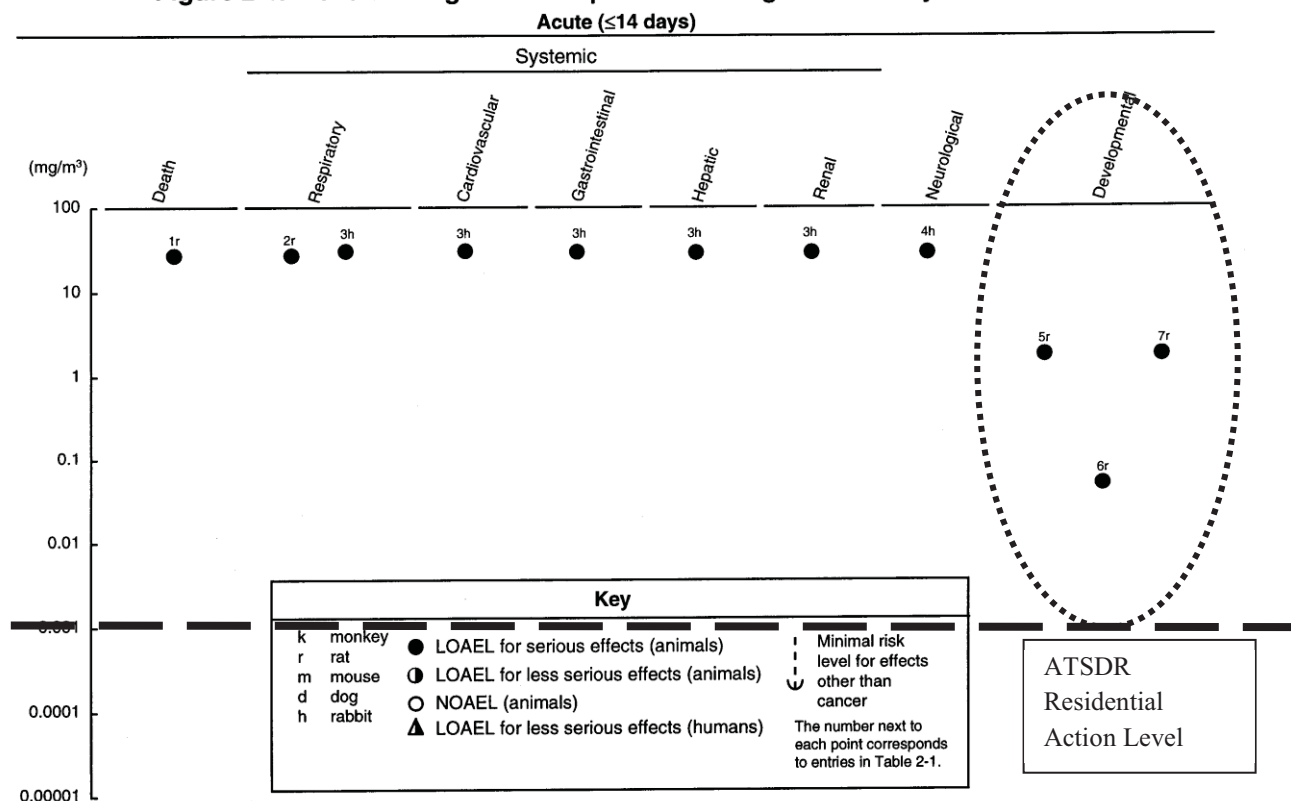 Acute (≤14 days)
Systemic
(mg/m³)
Death
Respiratory
Cardiovascular
Gastrointestinal
Hepatic
Renal
Neurological
Developmental
100
1r
2r
3h
3h
3h
3h
3h
4h
10
5r
7r
1
0.1
6r
0.01
0.001
0.0001
0.00001
Key
k monkey
r rat
m mouse
d dog
h rabbit
LOAEL for serious effects (animals)
LOAEL for less serious effects (animals)
NOAEL (animals)
LOAEL for less serious effects (humans)
Minimal risk
level for effects
other than
cancer
The number next to
each point corresponds
to entries in Table 2-1.
ATSDR
Residential
Action Level